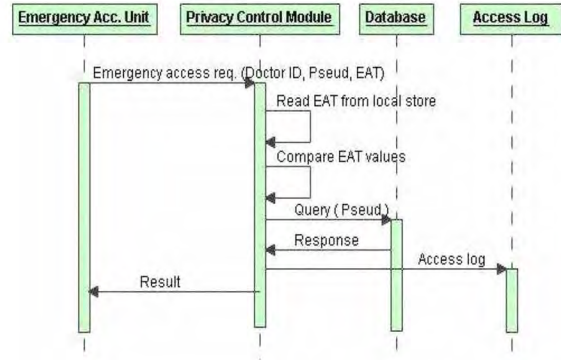 Emergency Acc. Unit
Privacy Control Module
Database
Access Log
Emergency access req. (Doctor ID, Pseud, EAT)
Read EAT from local store
Compare EAT values
Query ( Pseud.)
Response
Access log
Result